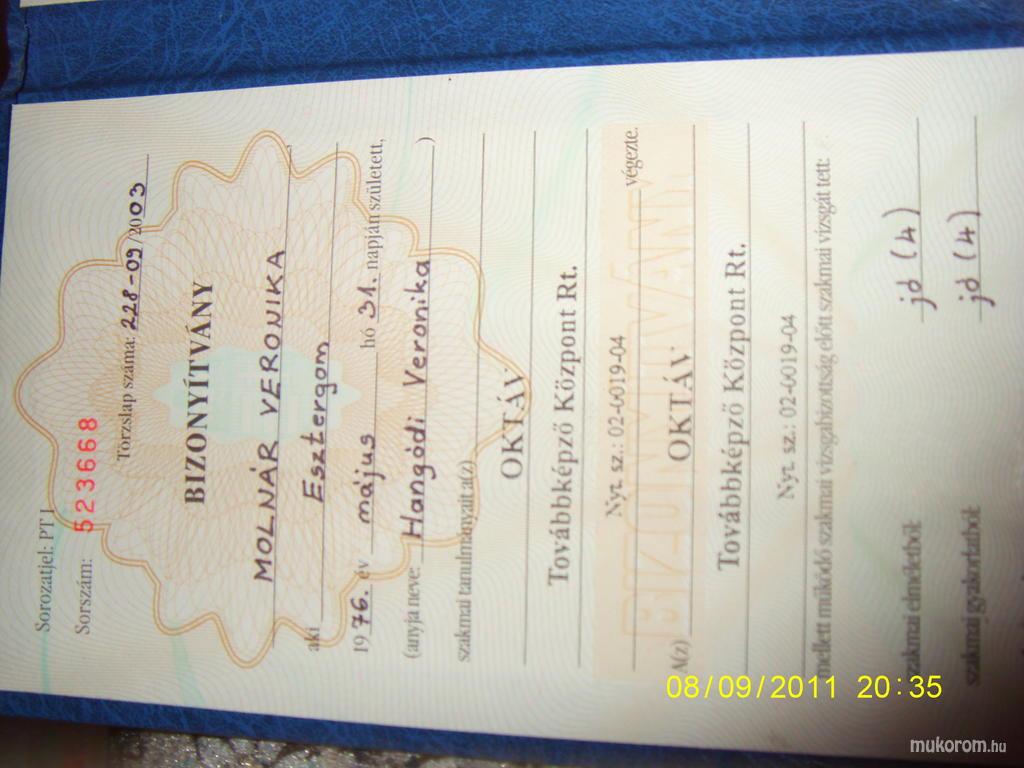 Sorozatjel: PT I
Sorszám: 523668
Törzslap száma: 228-09/2003
BIZONYÍTVÁNY
MOLNÁR VERONIKA,
aki Esztergom
1976. év május hó 31. napján született,
(anyja neve: Hangódi Veronika)
szakmai tanulmányait a(z)
OKTÁV
Továbbképző Központ Rt.
Nyt. sz.: 02-0019-04
végezte.
BIZONYÍTVÁNY
A(z) OKTÁV
Továbbképző Központ Rt.
Nyt. sz.: 02-0019-04
mellett működő szakmai vizsgabizottság előtt szakmai vizsgát tett:
szakmai elméletből: jó (4)
szakmai gyakorlatból: jó (4)
08/09/2011 20:35
mukorom.hu